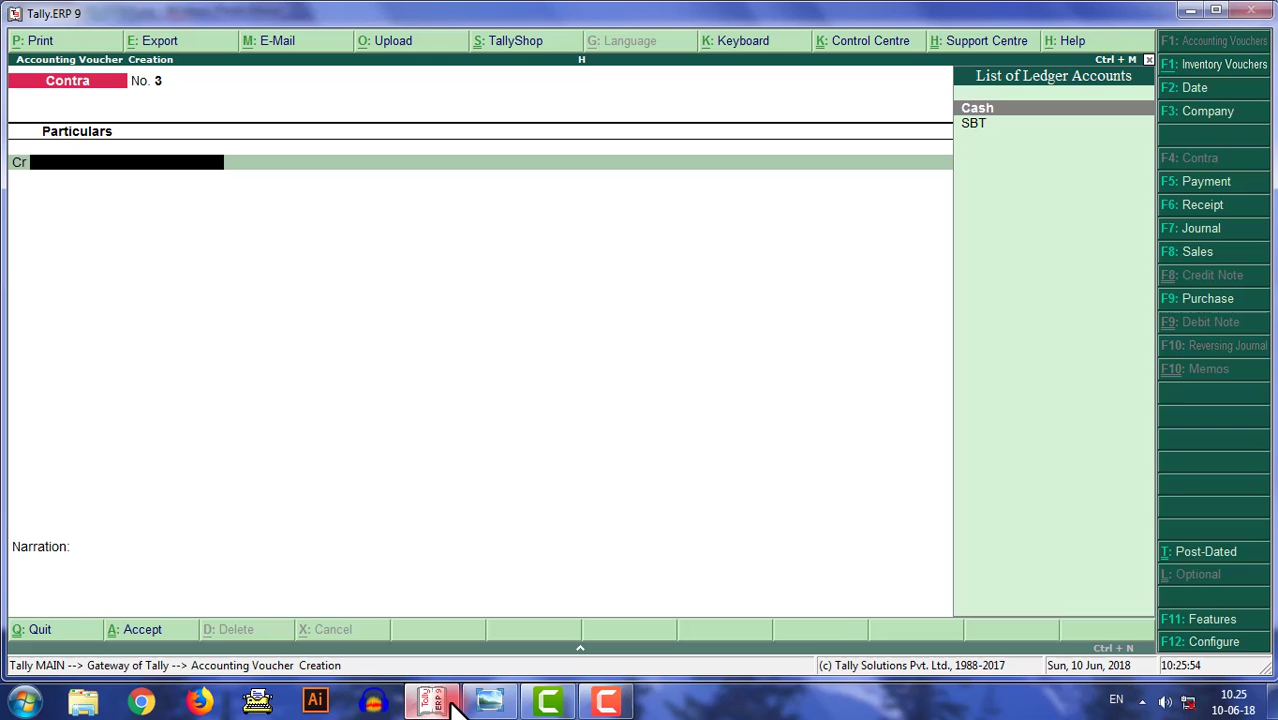 Tally.ERP 9
P: Print E: Export M: E-Mail O: Upload S: TallyShop G: Language K: Keyboard K: Control Centre H: Support Centre H: Help
Accounting Voucher Creation H Ctrl + M
Contra No. 3
Particulars
Cr
Narration:
List of Ledger Accounts
Cash
SBT
F1: Accounting Vouchers
F1: Inventory Vouchers
F2: Date
F3: Company
F4: Contra
F5: Payment
F6: Receipt
F7: Journal
F8: Sales
F8: Credit Note
F9: Purchase
F9: Debit Note
F10: Reversing Journal
F10: Memos
T: Post-Dated
L: Optional
F11: Features
F12: Configure
Q: Quit A: Accept D: Delete X: Cancel
Ctrl + N
Tally MAIN --> Gateway of Tally --> Accounting Voucher Creation (c) Tally Solutions Pvt. Ltd., 1988-2017 Sun, 10 Jun, 2018 10:25:54
Ai
Tally ERP 9
EN
10.25
10-06-18